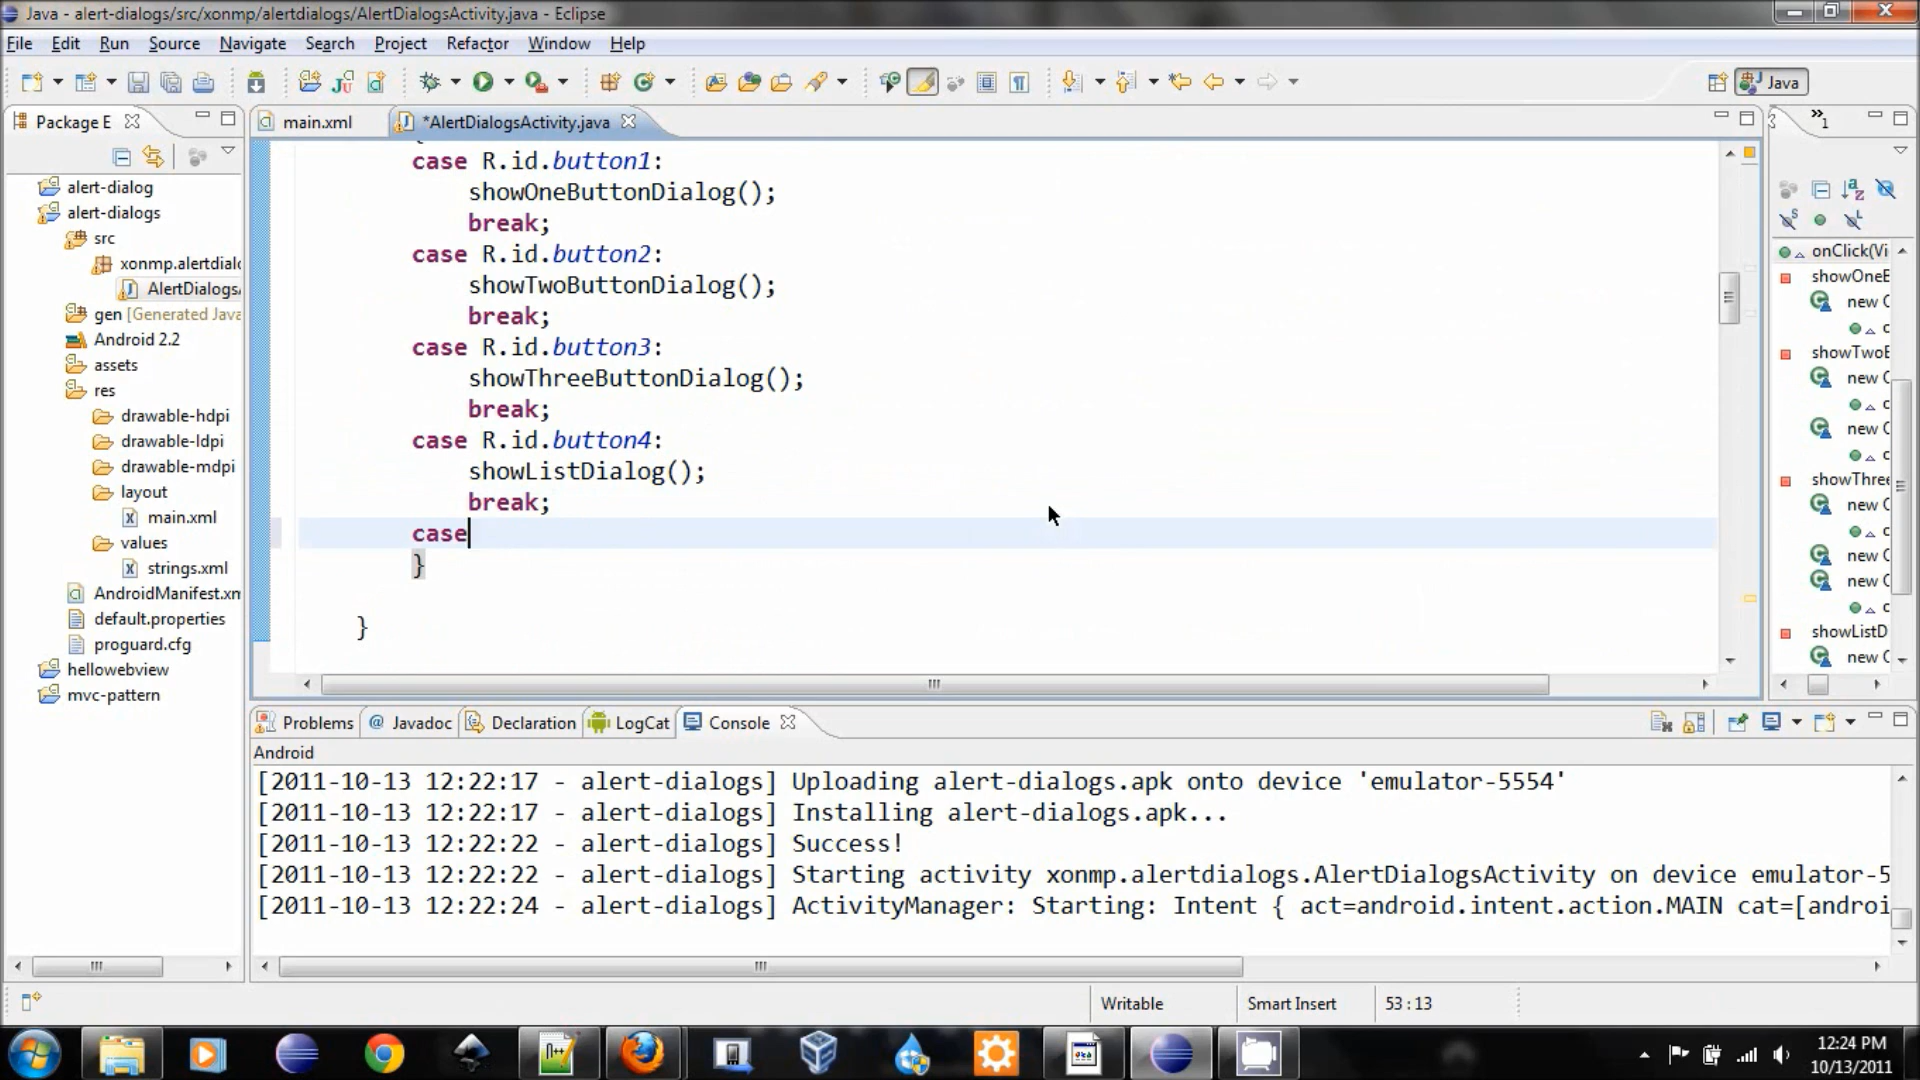 Java - alert-dialogs/src/xonmp/alertdialogs/AlertDialogsActivity.java - Eclipse
File Edit Run Source Navigate Search Project Refactor Window Help
Java
Package E
main.xml
*AlertDialogsActivity.java
»1
alert-dialog
alert-dialogs
src
xonmp.alertdialo
AlertDialogs
gen [Generated Java
Android 2.2
assets
res
drawable-hdpi
drawable-ldpi
drawable-mdpi
layout
main.xml
values
strings.xml
AndroidManifest.xm
default.properties
proguard.cfg
hellowebview
mvc-pattern
case R.id.button1:
showOneButtonDialog();
break;
case R.id.button2:
showTwoButtonDialog();
break;
case R.id.button3:
showThreeButtonDialog();
break;
case R.id.button4:
showListDialog();
break;
case
}
}
onClick(Vi
showOneE
new C
c
showTwoE
new C
c
new C
c
showThree
new C
c
new C
new C
c
showListD
new C
Problems @ Javadoc Declaration LogCat Console
Android
[2011-10-13 12:22:17 - alert-dialogs] Uploading alert-dialogs.apk onto device 'emulator-5554'
[2011-10-13 12:22:17 - alert-dialogs] Installing alert-dialogs.apk...
[2011-10-13 12:22:22 - alert-dialogs] Success!
[2011-10-13 12:22:22 - alert-dialogs] Starting activity xonmp.alertdialogs.AlertDialogsActivity on device emulator-5
[2011-10-13 12:22:24 - alert-dialogs] ActivityManager: Starting: Intent { act=android.intent.action.MAIN cat=[androi
Writable Smart Insert 53 : 13
12:24 PM
10/13/2011